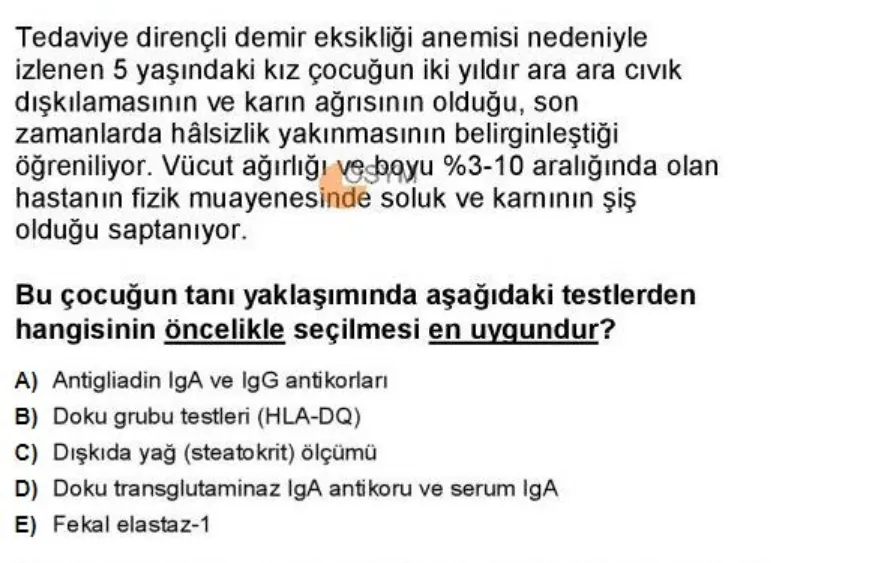 Tedaviye dirençli demir eksikliği anemisi nedeniyle
izlenen 5 yaşındaki kız çocuğun iki yıldır ara ara cıvık
dışkılamasının ve karın ağrısının olduğu, son
zamanlarda hâlsizlik yakınmasının belirginleştiği
öğreniliyor. Vücut ağırlığı ve boyu %3-10 aralığında olan
hastanın fizik muayenesinde soluk ve karnının şiş
olduğu saptanıyor.
Bu çocuğun tanı yaklaşımında aşağıdaki testlerden
hangisinin öncelikle seçilmesi en uygundur?
A) Antigliadin IgA ve IgG antikorları
B) Doku grubu testleri (HLA-DQ)
C) Dışkıda yağ (steatokrit) ölçümü
D) Doku transglutaminaz IgA antikoru ve serum IgA
E) Fekal elastaz-1
ÖSYM